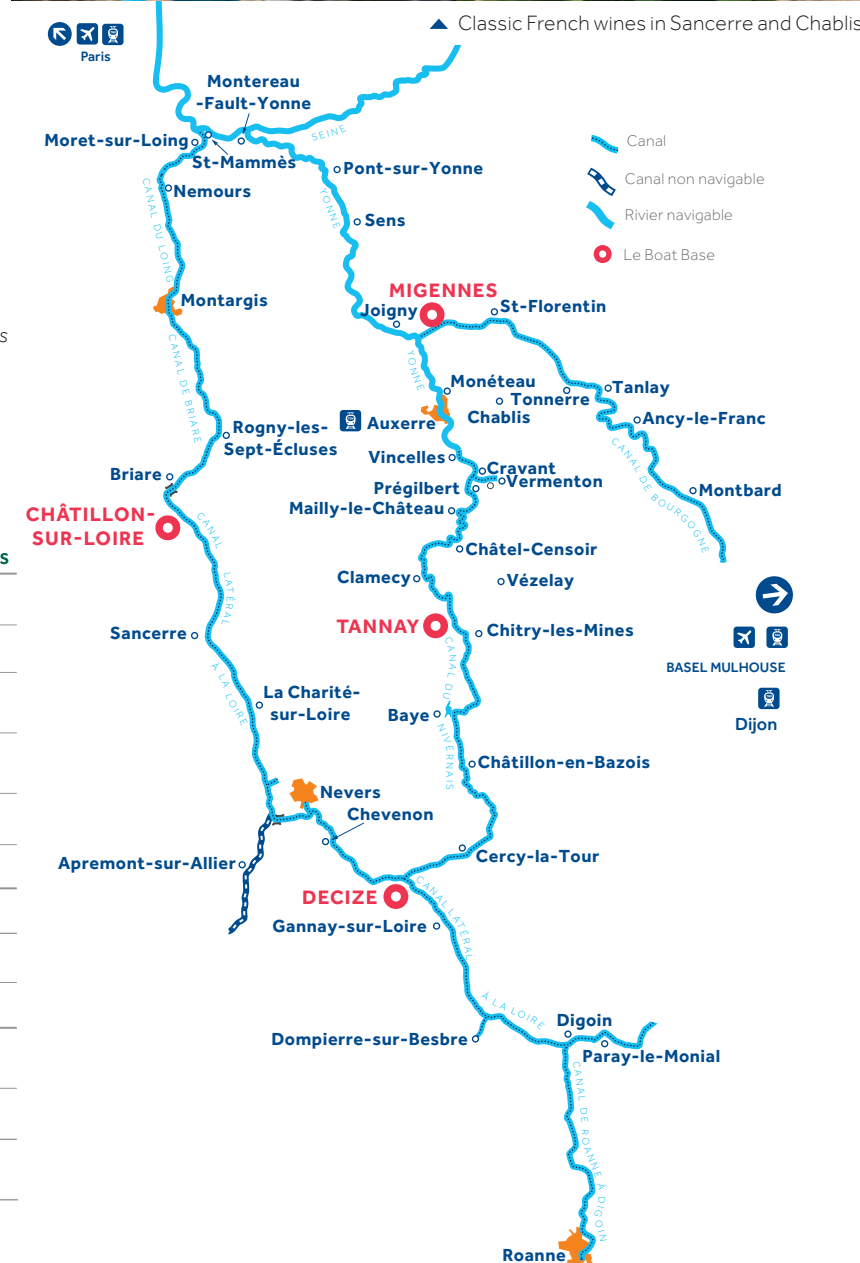 Classic French wines in Sancerre and Chablis
Paris
Montereau
-Fault-Yonne
SEINE
Moret-sur-Loing
St-Mammès
Canal
Canal non navigable
Rivier navigable
Le Boat Base
Pont-sur-Yonne
CANAL DU LOING
Nemours
YONNE
Sens
Montargis
MIGENNES
Joigny
St-Florentin
s
CANAL DE BRIARE
YONNE
Monéteau
Tonnerre
Tanlay
Chablis
Ancy-le-Franc
Auxerre
Rogny-les-
Sept-Écluses
CANAL DE BOURGOGNE
Vincelles
Cravant
Briare
Vermenton
Prégilbert
Montbard
Mailly-le-Château
CHÂTILLON-
SUR-LOIRE
CANAL
LATÉRAL
À LA LOIRE
Châtel-Censoir
S
Clamecy
Vézelay
TANNAY
Chitry-les-Mines
Sancerre
CANAL DU
NIVERNAIS
BASEL MULHOUSE
Dijon
La Charité-
sur-Loire
Baye
Châtillon-en-Bazois
Nevers
Chevenon
Apremont-sur-Allier
Cercy-la-Tour
DECIZE
CANAL LATÉRAL
À LA LOIRE
Gannay-sur-Loire
Dompierre-sur-Besbre
Digoin
Paray-le-Monial
CANAL DE ROANNE À DIGOIN
Roanne